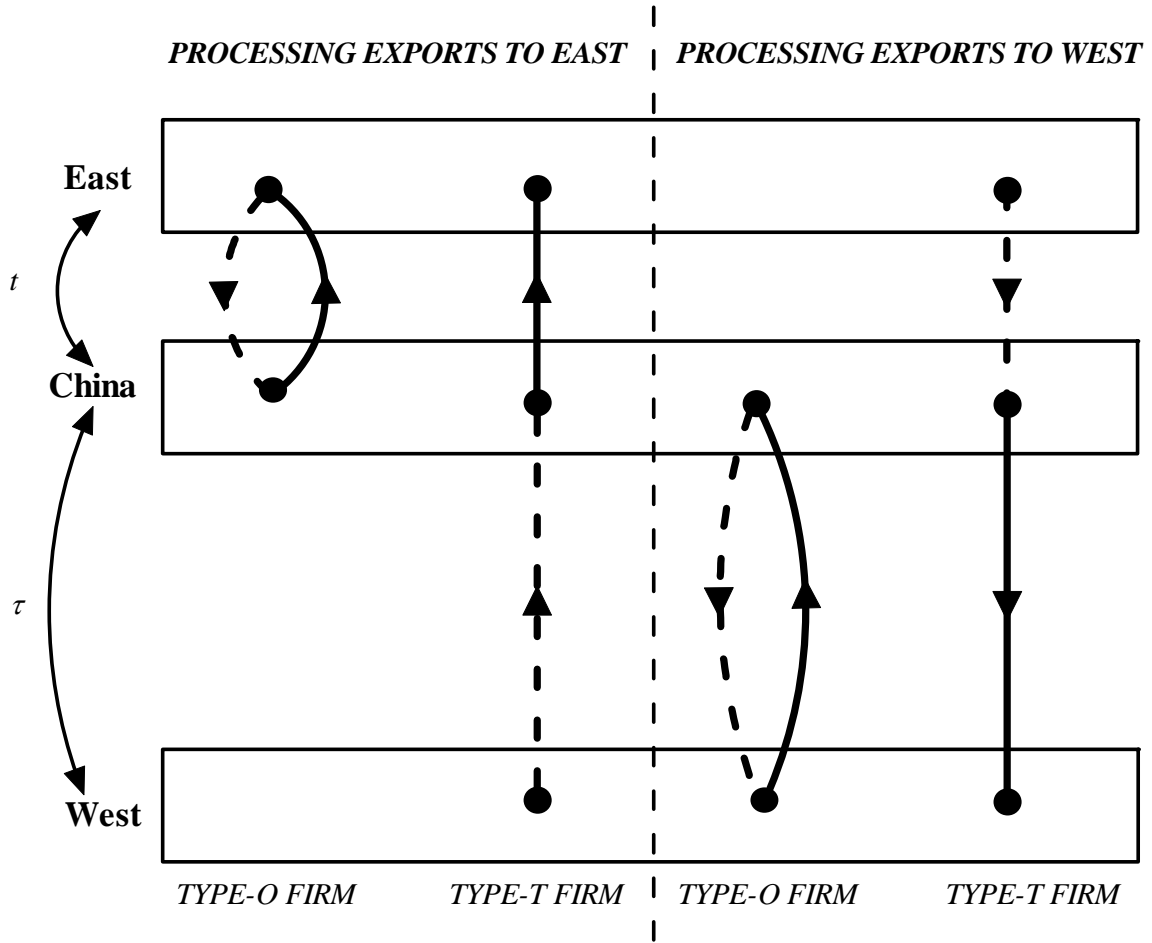 PROCESSING EXPORTS TO EAST
PROCESSING EXPORTS TO WEST
East
t
China
τ
West
TYPE-O FIRM
TYPE-T FIRM
TYPE-O FIRM
TYPE-T FIRM